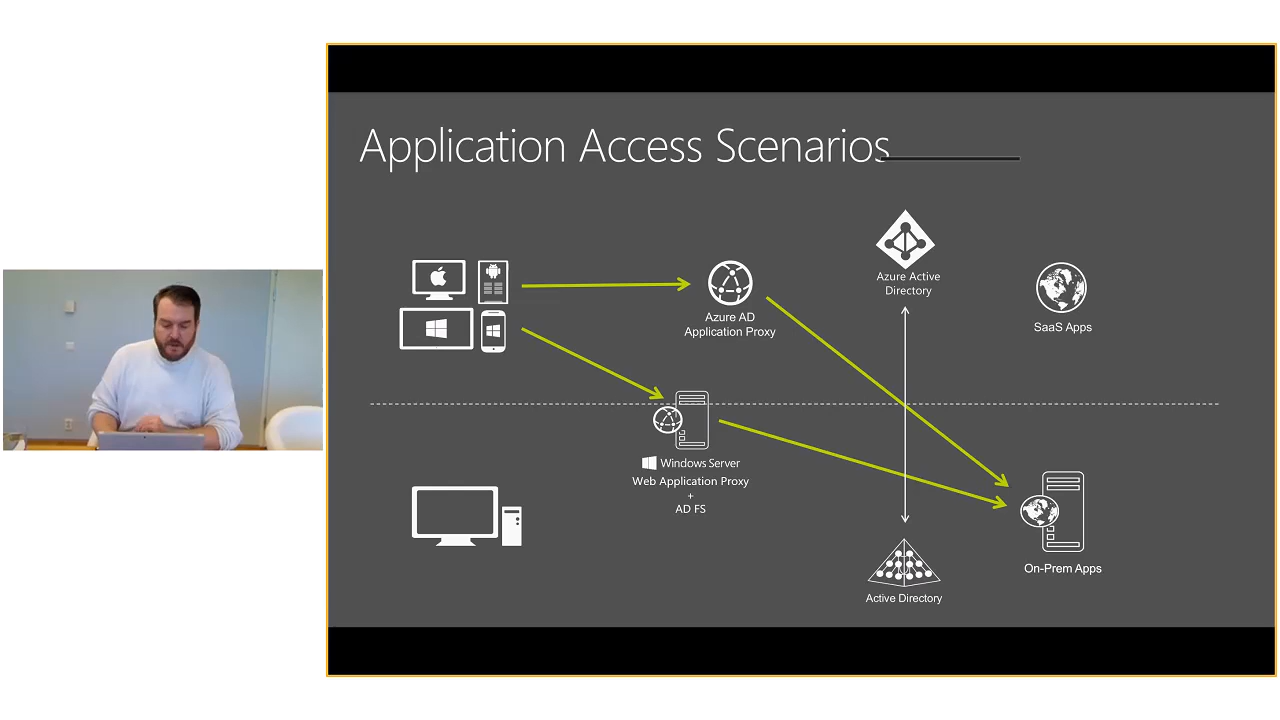 Application Access Scenarios
Azure Active
Directory
Azure AD
Application Proxy
SaaS Apps
Windows Server
Web Application Proxy
+
AD FS
On-Prem Apps
Active Directory